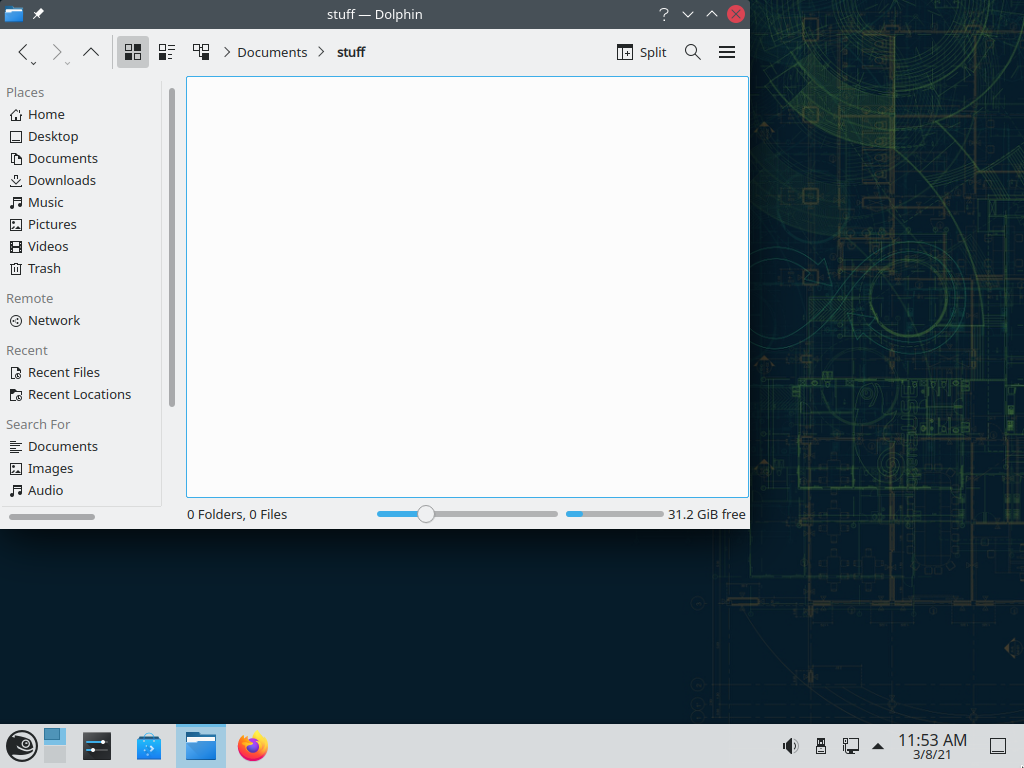 stuff — Dolphin
Documents
stuff
Split
Places
Home
Desktop
Documents
Downloads
Music
Pictures
Videos
Trash
Remote
Network
Recent
Recent Files
Recent Locations
Search For
Documents
Images
Audio
0 Folders, 0 Files
31.2 GiB free
11:53 AM
3/8/21